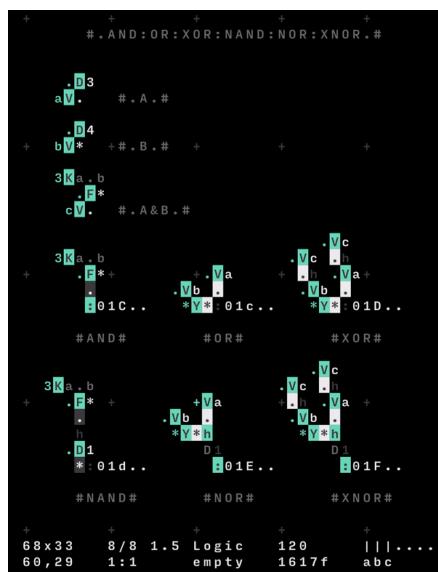 #.AND:OR:XOR:NAND:NOR:XNOR.#
.D3
aV. #.A.#
.D4
bV* #.B.#
3Ka.b
.F*
cV. #.A&B.#
.Vc
3Ka.b .Vc .h
.F* .Va .h .Va
. .Vb . .Vb .
:01C.. *Y*:01c.. *Y*:01D..
#AND# #OR# #XOR#
.Vc
3Ka.b .Vc .h
.F* +Va .h .Va
. .Vb . .Vb .
h *Y*h *Y*h
.D1 D1 D1
*:01d.. :01E.. :01F..
#NAND# #NOR# #XNOR#
68x33 8/8 1.5 Logic 120 |||....
60,29 1:1 empty 1617f abc